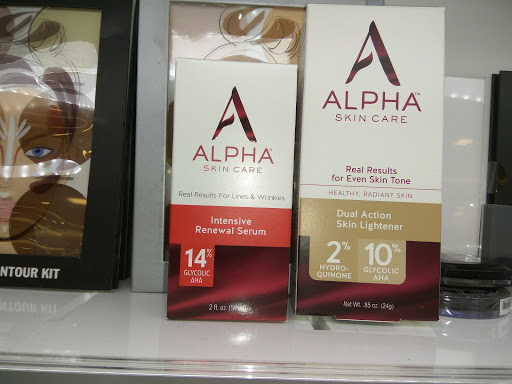 ALPHA
SKIN CARE
Real Results For Lines & Wrinkles
Intensive
Renewal Serum
14%
GLYCOLIC
AHA
2 fl. oz.
ALPHA™
SKIN CARE
Real Results
for Even Skin Tone
HEALTHY, RADIANT SKIN
Dual Action
Skin Lightener
2%
HYDRO-
QUINONE
10%
GLYCOLIC
AHA
Net Wt. .85 oz. (24g)
NTOUR KIT